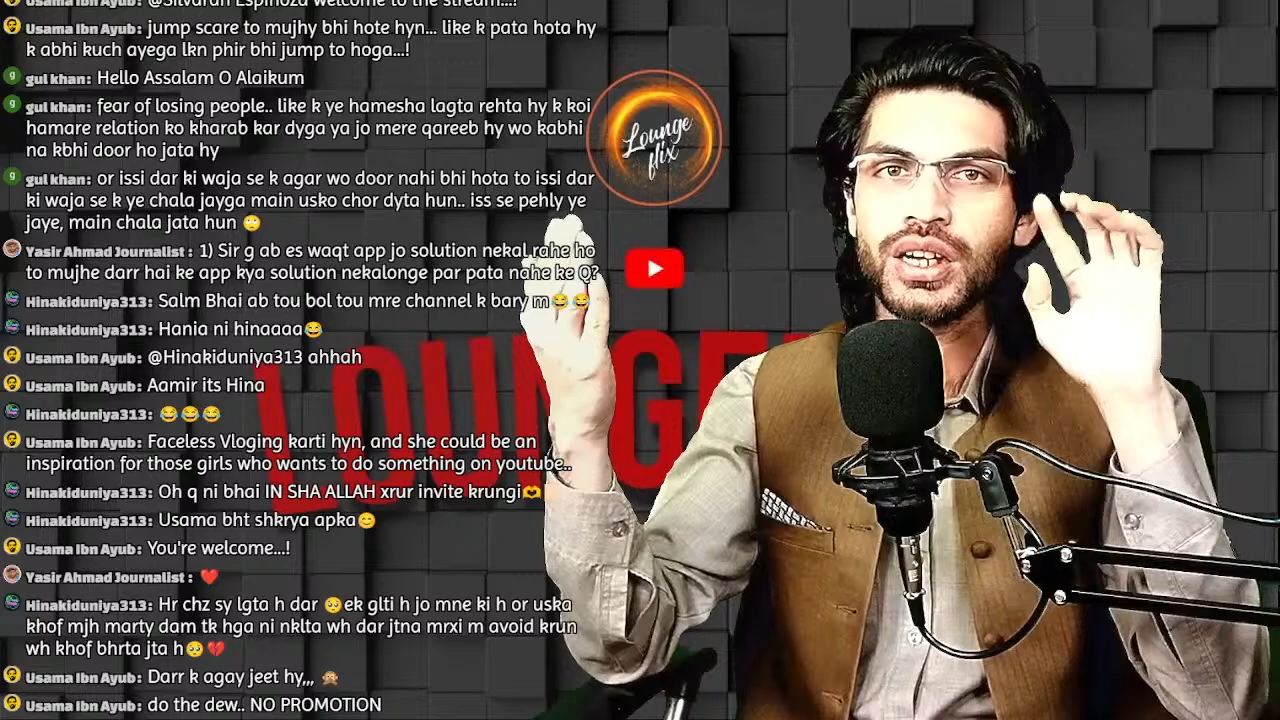 Usama Ibn Ayub: @Silvaran Espinoza welcome to the stream...!
Usama Ibn Ayub: jump scare to mujhy bhi hote hyn... like k pata hota hy
k abhi kuch ayega lkn phir bhi jump to hoga...!
gul khan: Hello Assalam O Alaikum
gul khan: fear of losing people.. like k ye hamesha lagta rehta hy k koi
hamare relation ko kharab kar dyga ya jo mere qareeb hy wo kabhi
na kbhi door ho jata hy
gul khan: or issi dar ki waja se k agar wo door nahi bhi hota to issi dar
ki waja se k ye chala jayga main usko chor dyta hun.. iss se pehly ye
jaye, main chala jata hun 🙄
Yasir Ahmad Journalist : 1) Sir g ab es waqt app jo solution nekal rahe ho
to mujhe darr hai ke app kya solution nekalonge par pata nahe ke Q?
Hinakiduniya313: Salm Bhai ab tou bol tou mre channel k bary m😂😂
Hinakiduniya313: Hania ni hinaaaa😂
Usama Ibn Ayub: @Hinakiduniya313 ahhah
Usama Ibn Ayub: Aamir its Hina
Hinakiduniya313: 😂😂😂
Usama Ibn Ayub: Faceless Vloging karti hyn, and she could be an
inspiration for those girls who wants to do something on youtube..
Hinakiduniya313: Oh q ni bhai IN SHA ALLAH xrur invite krungi🫶
Hinakiduniya313: Usama bht shkrya apka😊
Usama Ibn Ayub: You're welcome...!
Yasir Ahmad Journalist : ❤️
Hinakiduniya313: Hr chz sy lgta h dar 🥺ek glti h jo mne ki h or uska
khof mjh marty dam tk hga ni nklta wh dar jtna mrxi m avoid krun
wh khof bhrta jta h🥺💔
Usama Ibn Ayub: Darr k agay jeet hy,,, 🙊
Usama Ibn Ayub: do the dew.. NO PROMOTION
Lounge
flix
LOUNGE